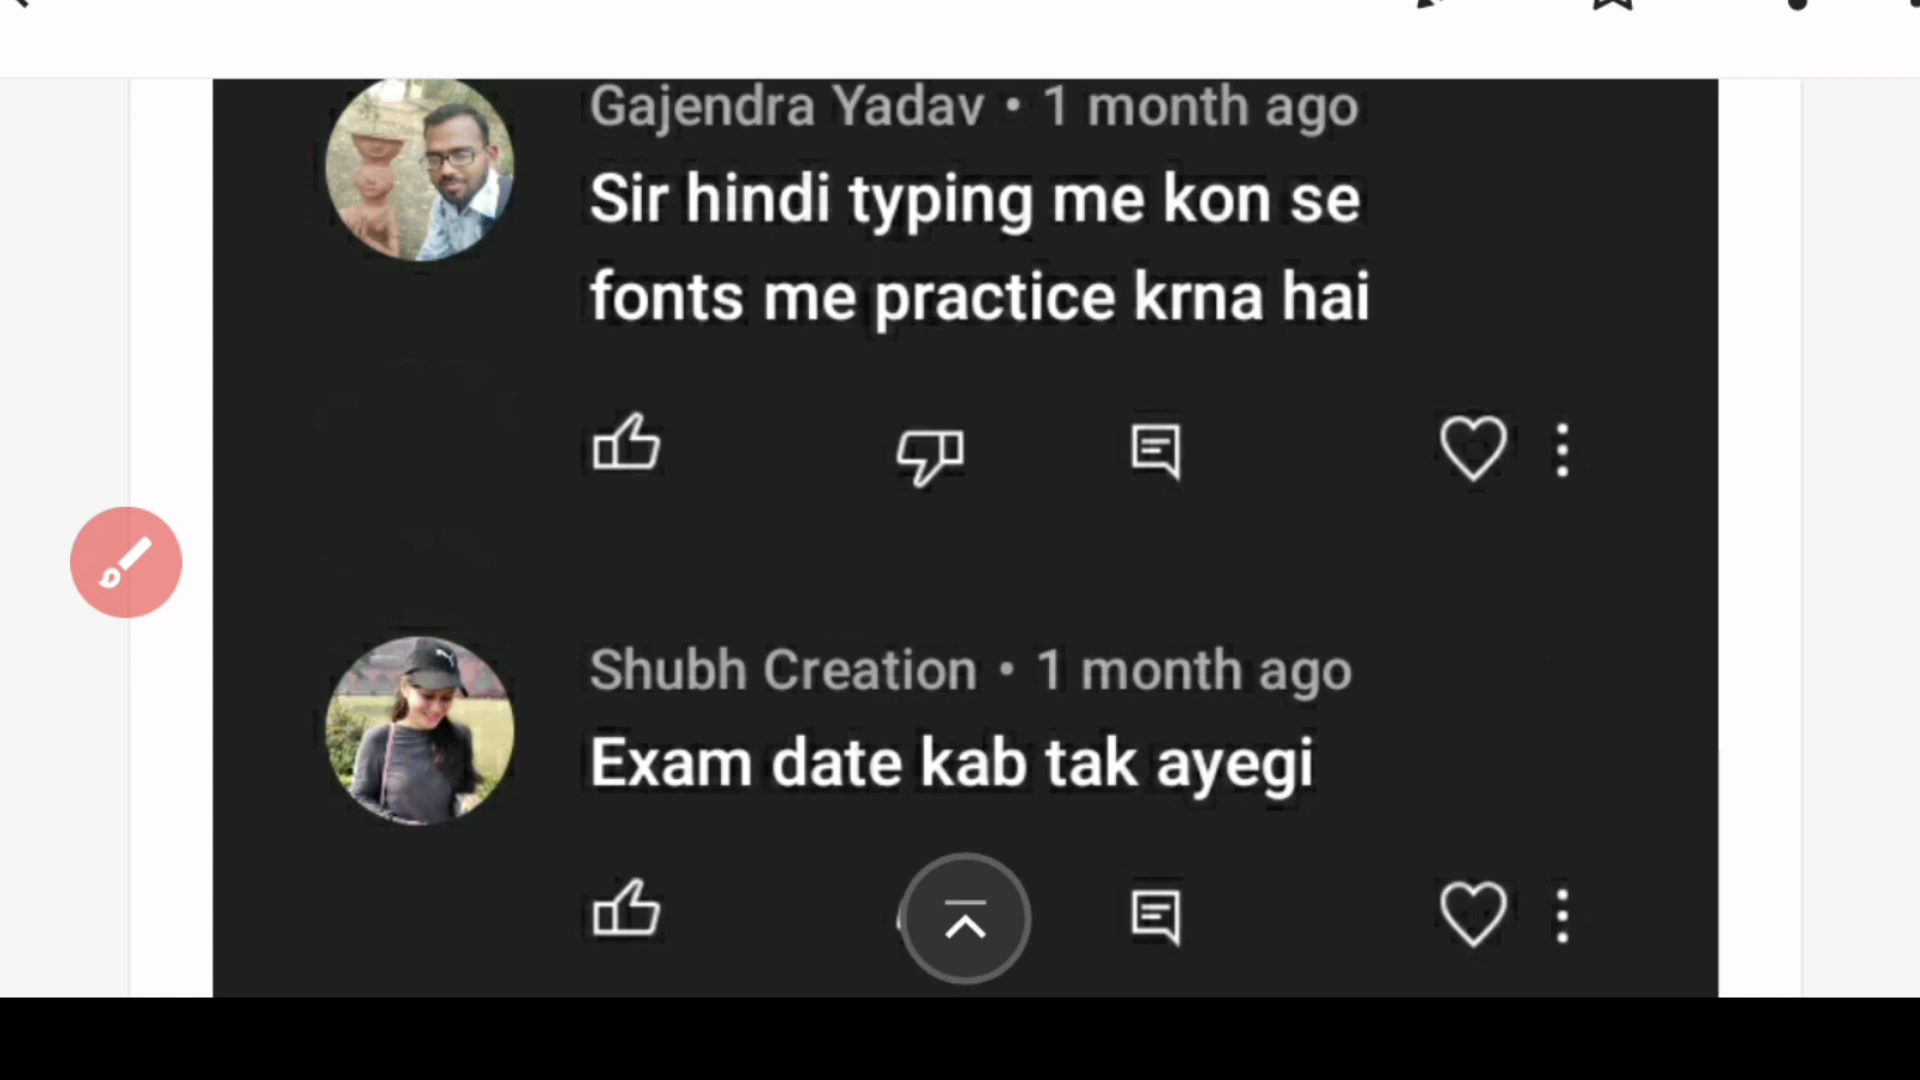 Gajendra Yadav • 1 month ago
Sir hindi typing me kon se
fonts me practice krna hai
Shubh Creation • 1 month ago
Exam date kab tak ayegi